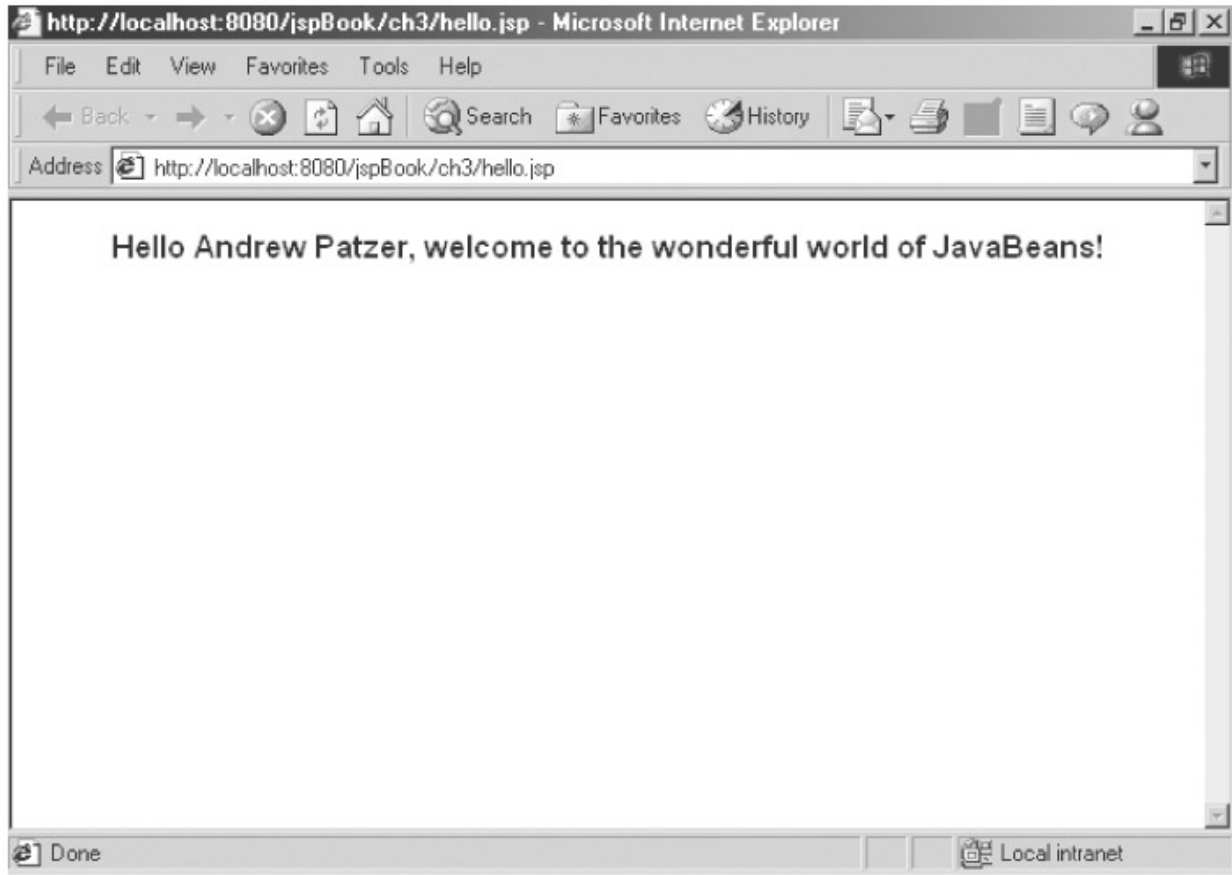 http://localhost:8080/jspBook/ch3/hello.jsp - Microsoft Internet Explorer
File Edit View Favorites Tools Help
Back Search Favorites History
Address http://localhost:8080/jspBook/ch3/hello.jsp
Hello Andrew Patzer, welcome to the wonderful world of JavaBeans!
Done Local intranet